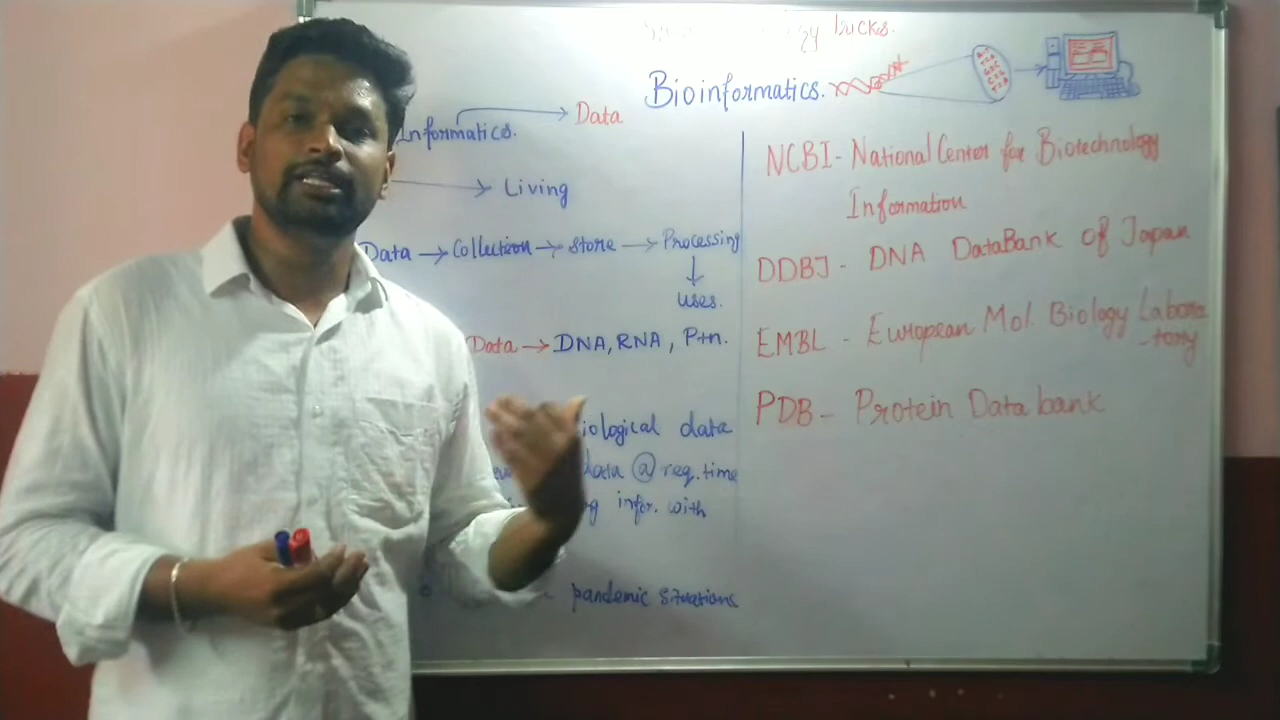 tricks.
Bioinformatics.
Informatics. → Data
→ Living
Data → Collection → store → Processing
↓
uses.
Data → DNA, RNA, Ptn.
iological data
data @ req. time
infor. with
pandemic situations
NCBI - National Center for Biotechnology
Information
DDBJ - DNA DataBank of Japan
EMBL - European Mol. Biology Labora
-tory
PDB - Protein Data bank